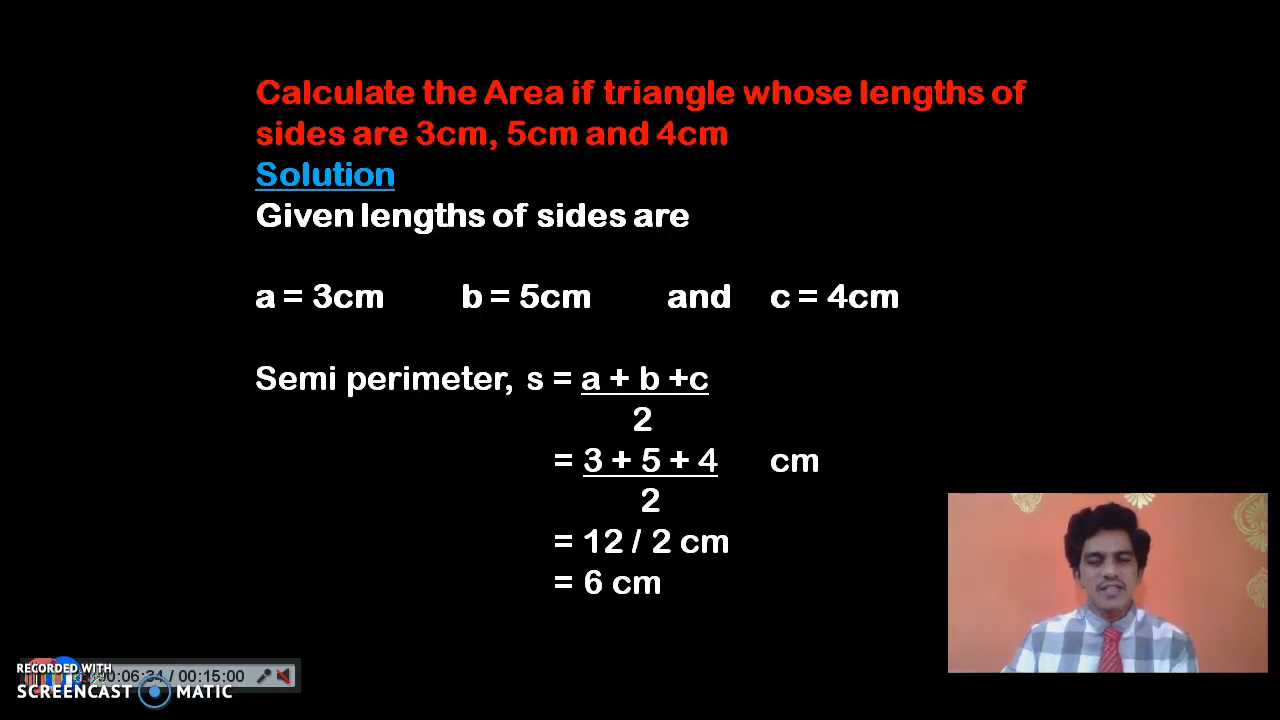 Calculate the Area if triangle whose lengths of
sides are 3cm, 5cm and 4cm
Solution
Given lengths of sides are
a = 3cm b = 5cm and c = 4cm
Semi perimeter, s = a + b +c
2
= 3 + 5 + 4 cm
2
= 12 / 2 cm
= 6 cm
RECORDED WITH
/ 00:15:00
SCREENCAST MATIC